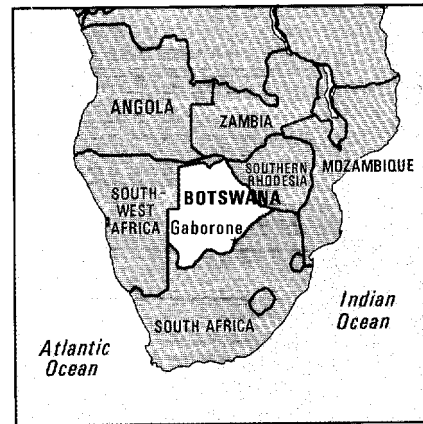 ANGOLA
ZAMBIA
MOZAMBIQUE
SOUTHERN
RHODESIA
SOUTH-
WEST
AFRICA
BOTSWANA
Gaborone
SOUTH AFRICA
Indian
Ocean
Atlantic
Ocean